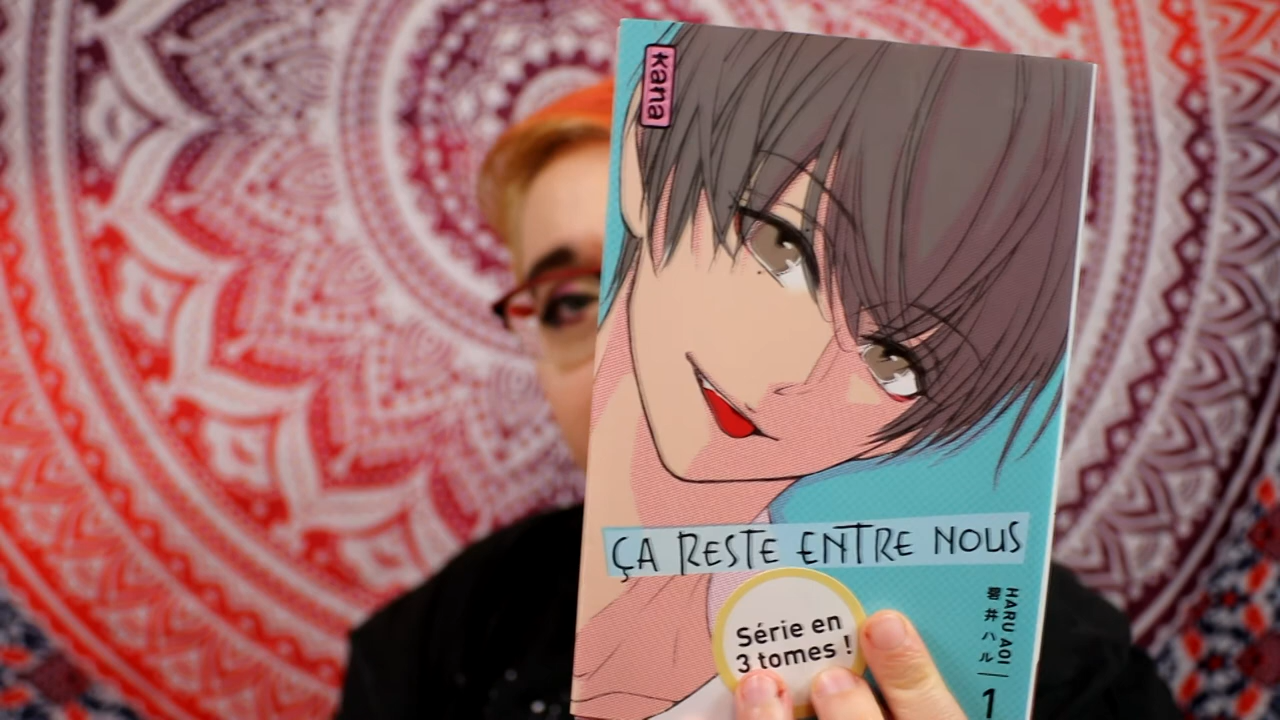 kana
ÇA RESTE ENTRE NOUS
Série en
3 tomes !
HARU AOI
碧井ハル
1